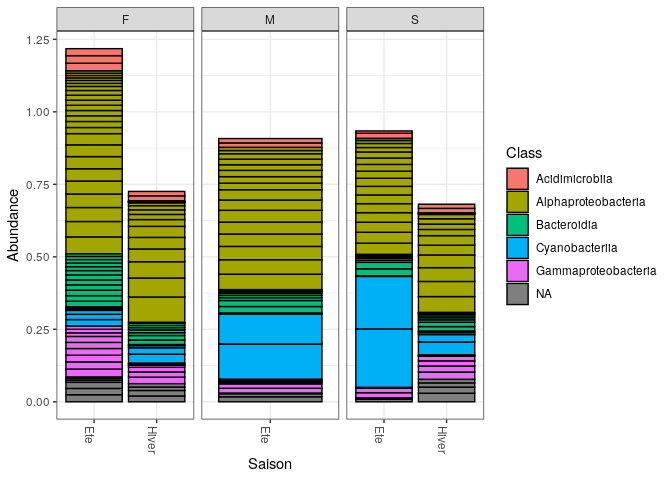 F
M
S
1.25
1.00
0.75
0.50
0.25
0.00
Abundance
Ete
Hiver
Ete
Ete
Hiver
Saison
Class
Acidimicrobiia
Alphaproteobacteria
Bacteroidia
Cyanobacteriia
Gammaproteobacteria
NA